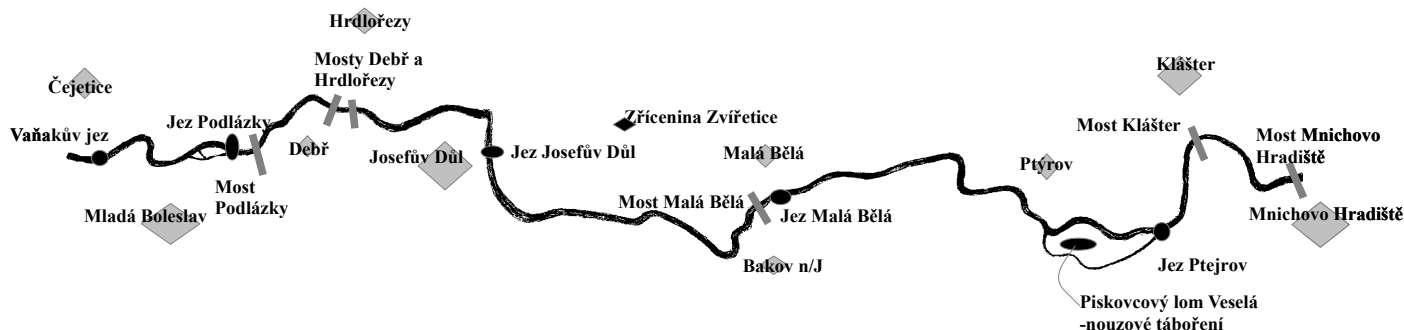 Hrdlořezy
Mosty Debř a
Hrdlořezy
Klášter
Čejetice
Zřícenina Zvířetice
Jez Podlázky
Most Klášter
Vaňakův jez
Most Mnichovo
Hradiště
Debř
Josefův Důl
Jez Josefův Důl
Malá Bělá
Ptýrov
Most
Podlázky
Mladá Boleslav
Most Malá Bělá
Jez Malá Bělá
Mnichovo Hradiště
Bakov n/J
Jez Ptejrov
Piskovcový lom Veselá
-nouzové táboření